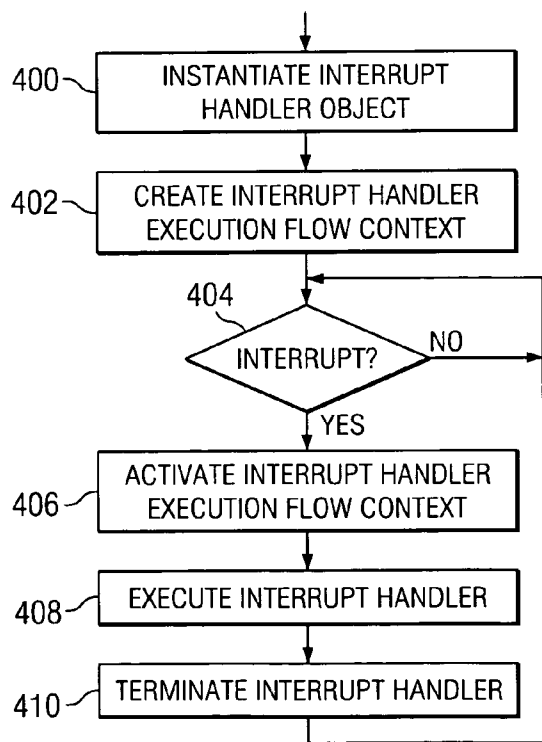 400
INSTANTIATE INTERRUPT
HANDLER OBJECT
402
CREATE INTERRUPT HANDLER
EXECUTION FLOW CONTEXT
404
INTERRUPT?
NO
YES
406
ACTIVATE INTERRUPT HANDLER
EXECUTION FLOW CONTEXT
408
EXECUTE INTERRUPT HANDLER
410
TERMINATE INTERRUPT HANDLER